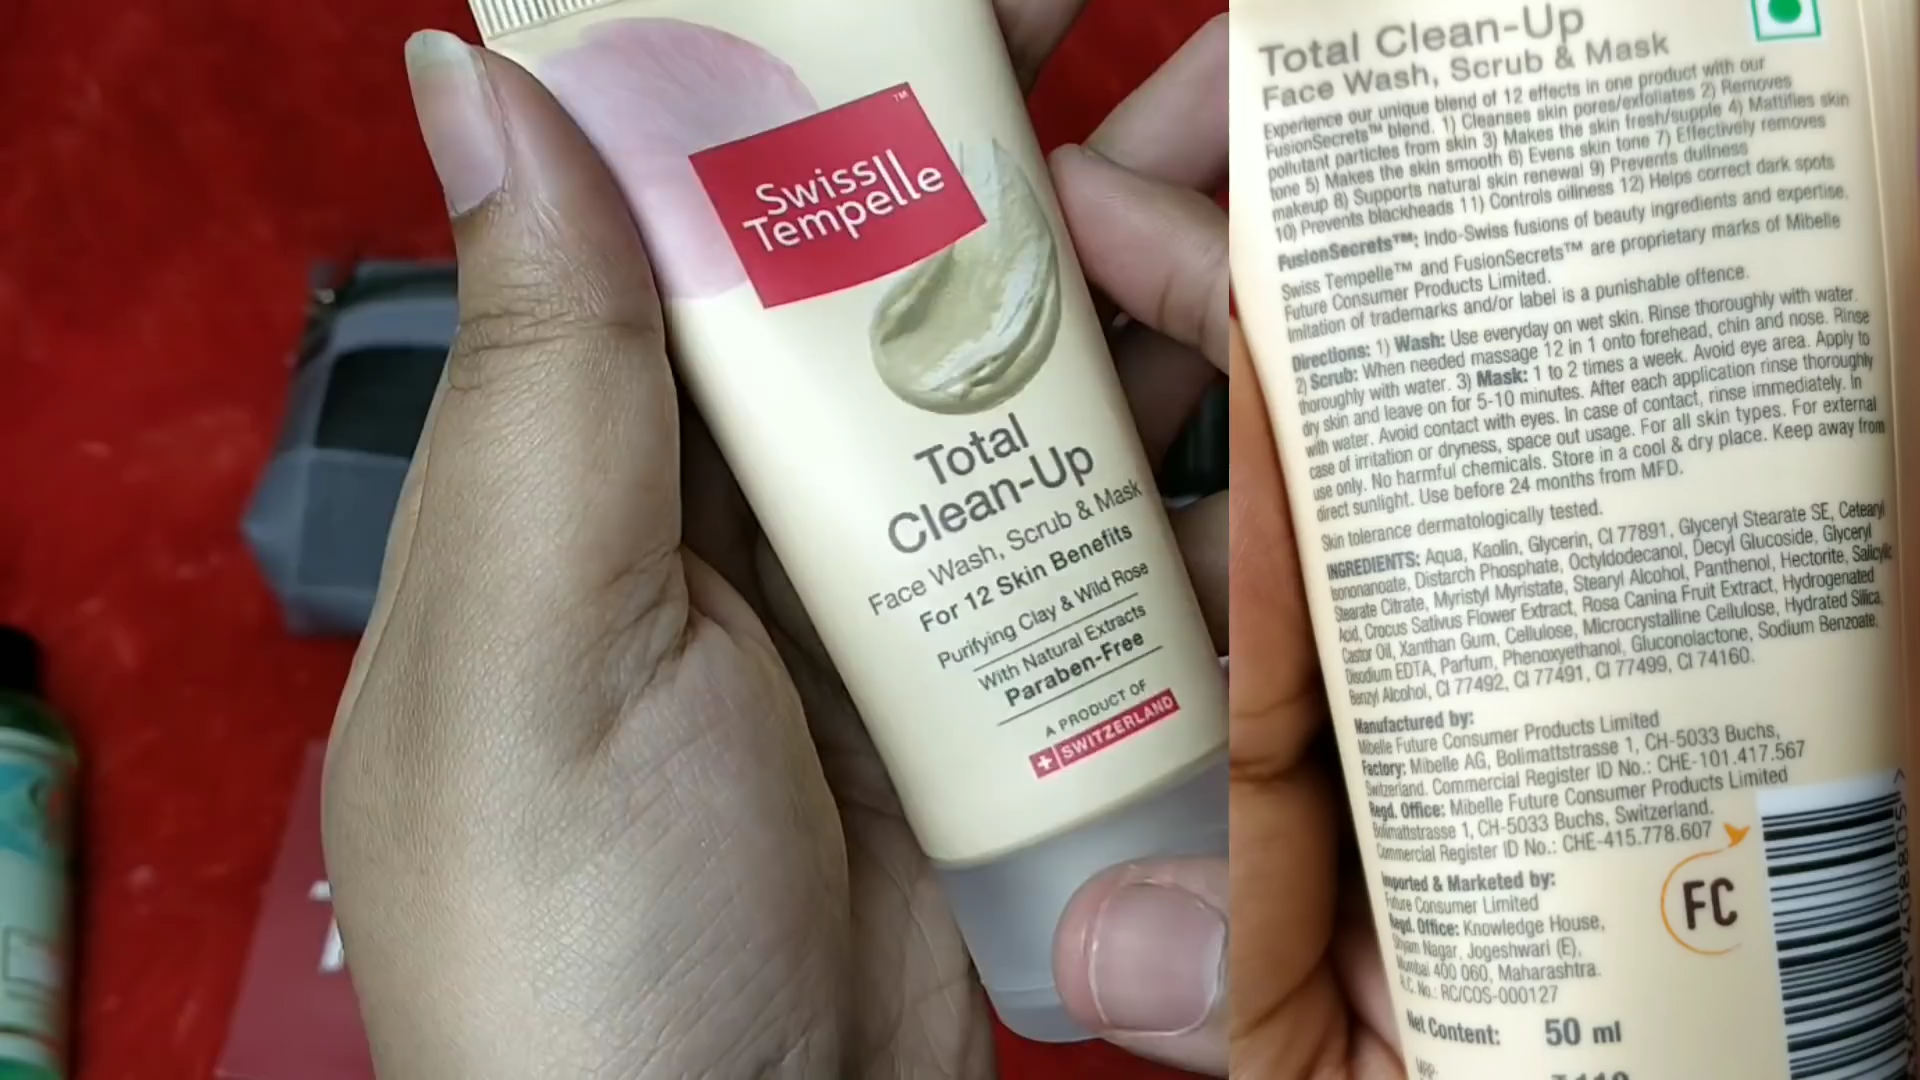 Swiss
Tempelle
TM
Total
Clean-Up
Face Wash, Scrub & Mask
For 12 Skin Benefits
Purifying Clay & Wild Rose
With Natural Extracts
Paraben-Free
A PRODUCT OF
SWITZERLAND
Total Clean-Up
Face Wash, Scrub & Mask
Experience our unique blend of 12 effects in one product with our
FusionSecrets™ blend. 1) Cleanses skin pores/exfoliates 2) Removes
pollutant particles from skin 3) Makes the skin fresh/supple 4) Mattifies skin
tone 5) Makes the skin smooth 6) Evens skin tone 7) Effectively removes
makeup 8) Supports natural skin renewal 9) Prevents dullness
10) Prevents blackheads 11) Controls oiliness 12) Helps correct dark spots
FusionSecrets™: Indo-Swiss fusions of beauty ingredients and expertise.
Swiss Tempelle™ and FusionSecrets™ are proprietary marks of Mibelle
Future Consumer Products Limited.
Imitation of trademarks and/or label is a punishable offence.
Directions: 1) Wash: Use everyday on wet skin. Rinse thoroughly with water.
2) Scrub: When needed massage 12 in 1 onto forehead, chin and nose. Rinse
thoroughly with water. 3) Mask: 1 to 2 times a week. Avoid eye area. Apply to
dry skin and leave on for 5-10 minutes. After each application rinse thoroughly
with water. Avoid contact with eyes. In case of contact, rinse immediately. In
case of irritation or dryness, space out usage. For all skin types. For external
use only. No harmful chemicals. Store in a cool & dry place. Keep away from
direct sunlight. Use before 24 months from MFD.
Skin tolerance dermatologically tested.
INGREDIENTS: Aqua, Kaolin, Glycerin, CI 77891, Glyceryl Stearate SE, Cetearyl
Isononanoate, Distarch Phosphate, Octyldodecanol, Decyl Glucoside, Glyceryl
Stearate Citrate, Myristyl Myristate, Stearyl Alcohol, Panthenol, Hectorite, Salicylic
Acid, Crocus Sativus Flower Extract, Rosa Canina Fruit Extract, Hydrogenated
Castor Oil, Xanthan Gum, Cellulose, Microcrystalline Cellulose, Hydrated Silica,
Disodium EDTA, Parfum, Phenoxyethanol, Gluconolactone, Sodium Benzoate,
Benzyl Alcohol, CI 77492, CI 77491, CI 77499, CI 74160.
Manufactured by:
Mibelle Future Consumer Products Limited
Factory: Mibelle AG, Bolimattstrasse 1, CH-5033 Buchs,
Switzerland. Commercial Register ID No.: CHE-101.417.567
Regd. Office: Mibelle Future Consumer Products Limited
Bolimattstrasse 1, CH-5033 Buchs, Switzerland.
Commercial Register ID No.: CHE-415.778.607
Imported & Marketed by:
Future Consumer Limited
Regd. Office: Knowledge House,
Shyam Nagar, Jogeshwari (E),
Mumbai 400 060, Maharashtra.
R.C. No.: RC/COS-000127
FC
Net Content: 50 ml